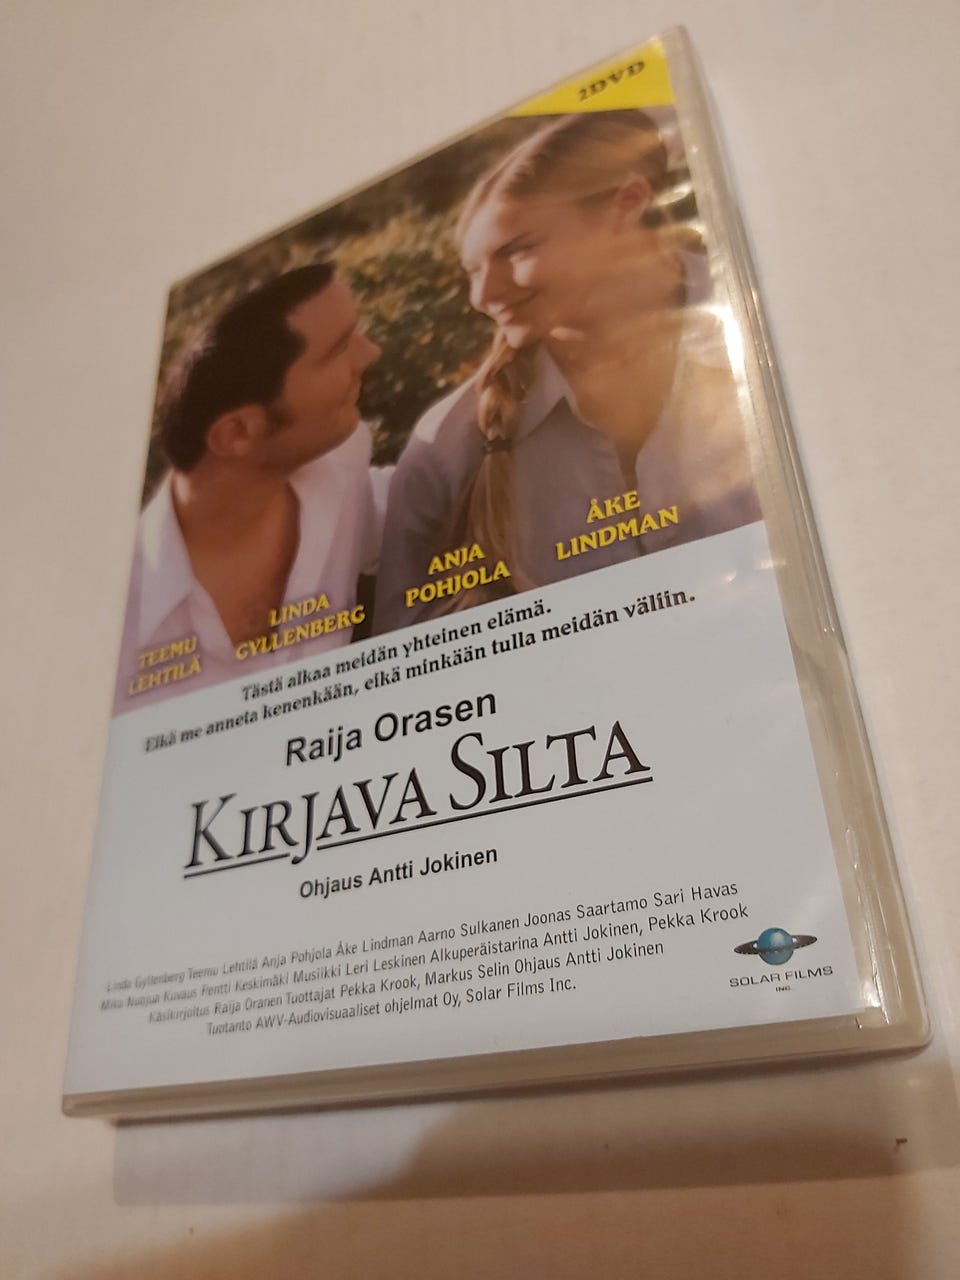 2DVD
TEEMU
LEHTILÄ
LINDA
GYLLENBERG
ANJA
POHJOLA
ÅKE
LINDMAN
Tästä alkaa meidän yhteinen elämä.
Eikä me anneta kenenkään, eikä minkään tulla meidän väliin.
Raija Orasen
KIRJAVA SILTA
Ohjaus Antti Jokinen
Linda Gyllenberg Teemu Lehtilä Anja Pohjola Åke Lindman Aarno Sulkanen Joonas Saartamo Sari Havas
Mika Nuojua Kuvaus Pentti Keskimäki Musiikki Leri Leskinen Alkuperäistarina Antti Jokinen, Pekka Krook
Käsikirjoitus Raija Oranen Tuottajat Pekka Krook, Markus Selin Ohjaus Antti Jokinen
Tuotanto AWV-Audiovisuaaliset ohjelmat Oy, Solar Films Inc.
SOLAR FILMS
INC.